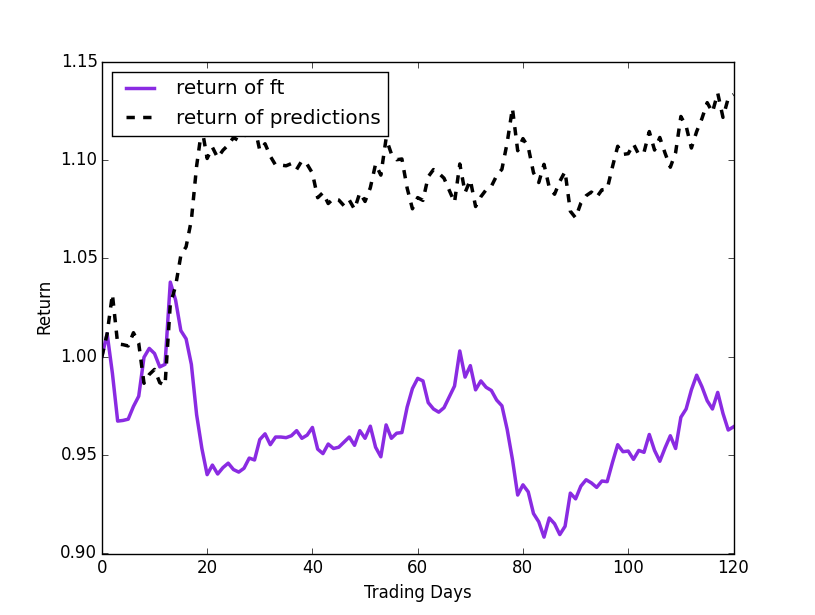 1.15
return of ft
return of predictions
1.10
1.05
Return
1.00
0.95
0.90
0 20 40 60 80 100 120
Trading Days